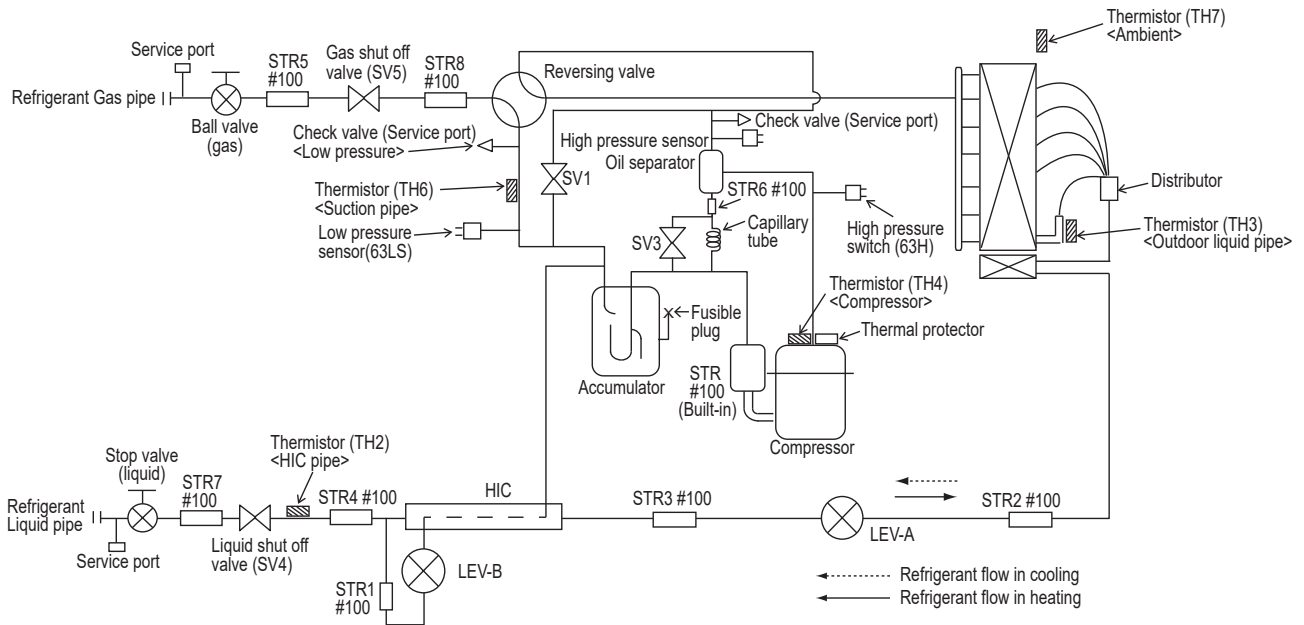 Thermistor (TH7)
<Ambient>
Service port
Gas shut off
valve (SV5)
STR5
#100
STR8
#100
Reversing valve
Refrigerant Gas pipe
Ball valve
(gas)
Check valve (Service port)
<Low pressure>
Check valve (Service port)
High pressure sensor
Oil separator
SV1
Thermistor (TH6)
<Suction pipe>
STR6 #100
Distributor
Low pressure
sensor(63LS)
SV3
Capillary
tube
High pressure
switch (63H)
Thermistor (TH3)
<Outdoor liquid pipe>
Thermistor (TH4)
<Compressor>
Fusible
plug
Thermal protector
Accumulator
STR
#100
(Built-in)
Compressor
Thermistor (TH2)
<HIC pipe>
Stop valve
(liquid)
STR7
#100
STR4 #100
HIC
STR3 #100
STR2 #100
Refrigerant
Liquid pipe
LEV-A
Service port
Liquid shut off
valve (SV4)
STR1
#100
LEV-B
Refrigerant flow in cooling
Refrigerant flow in heating